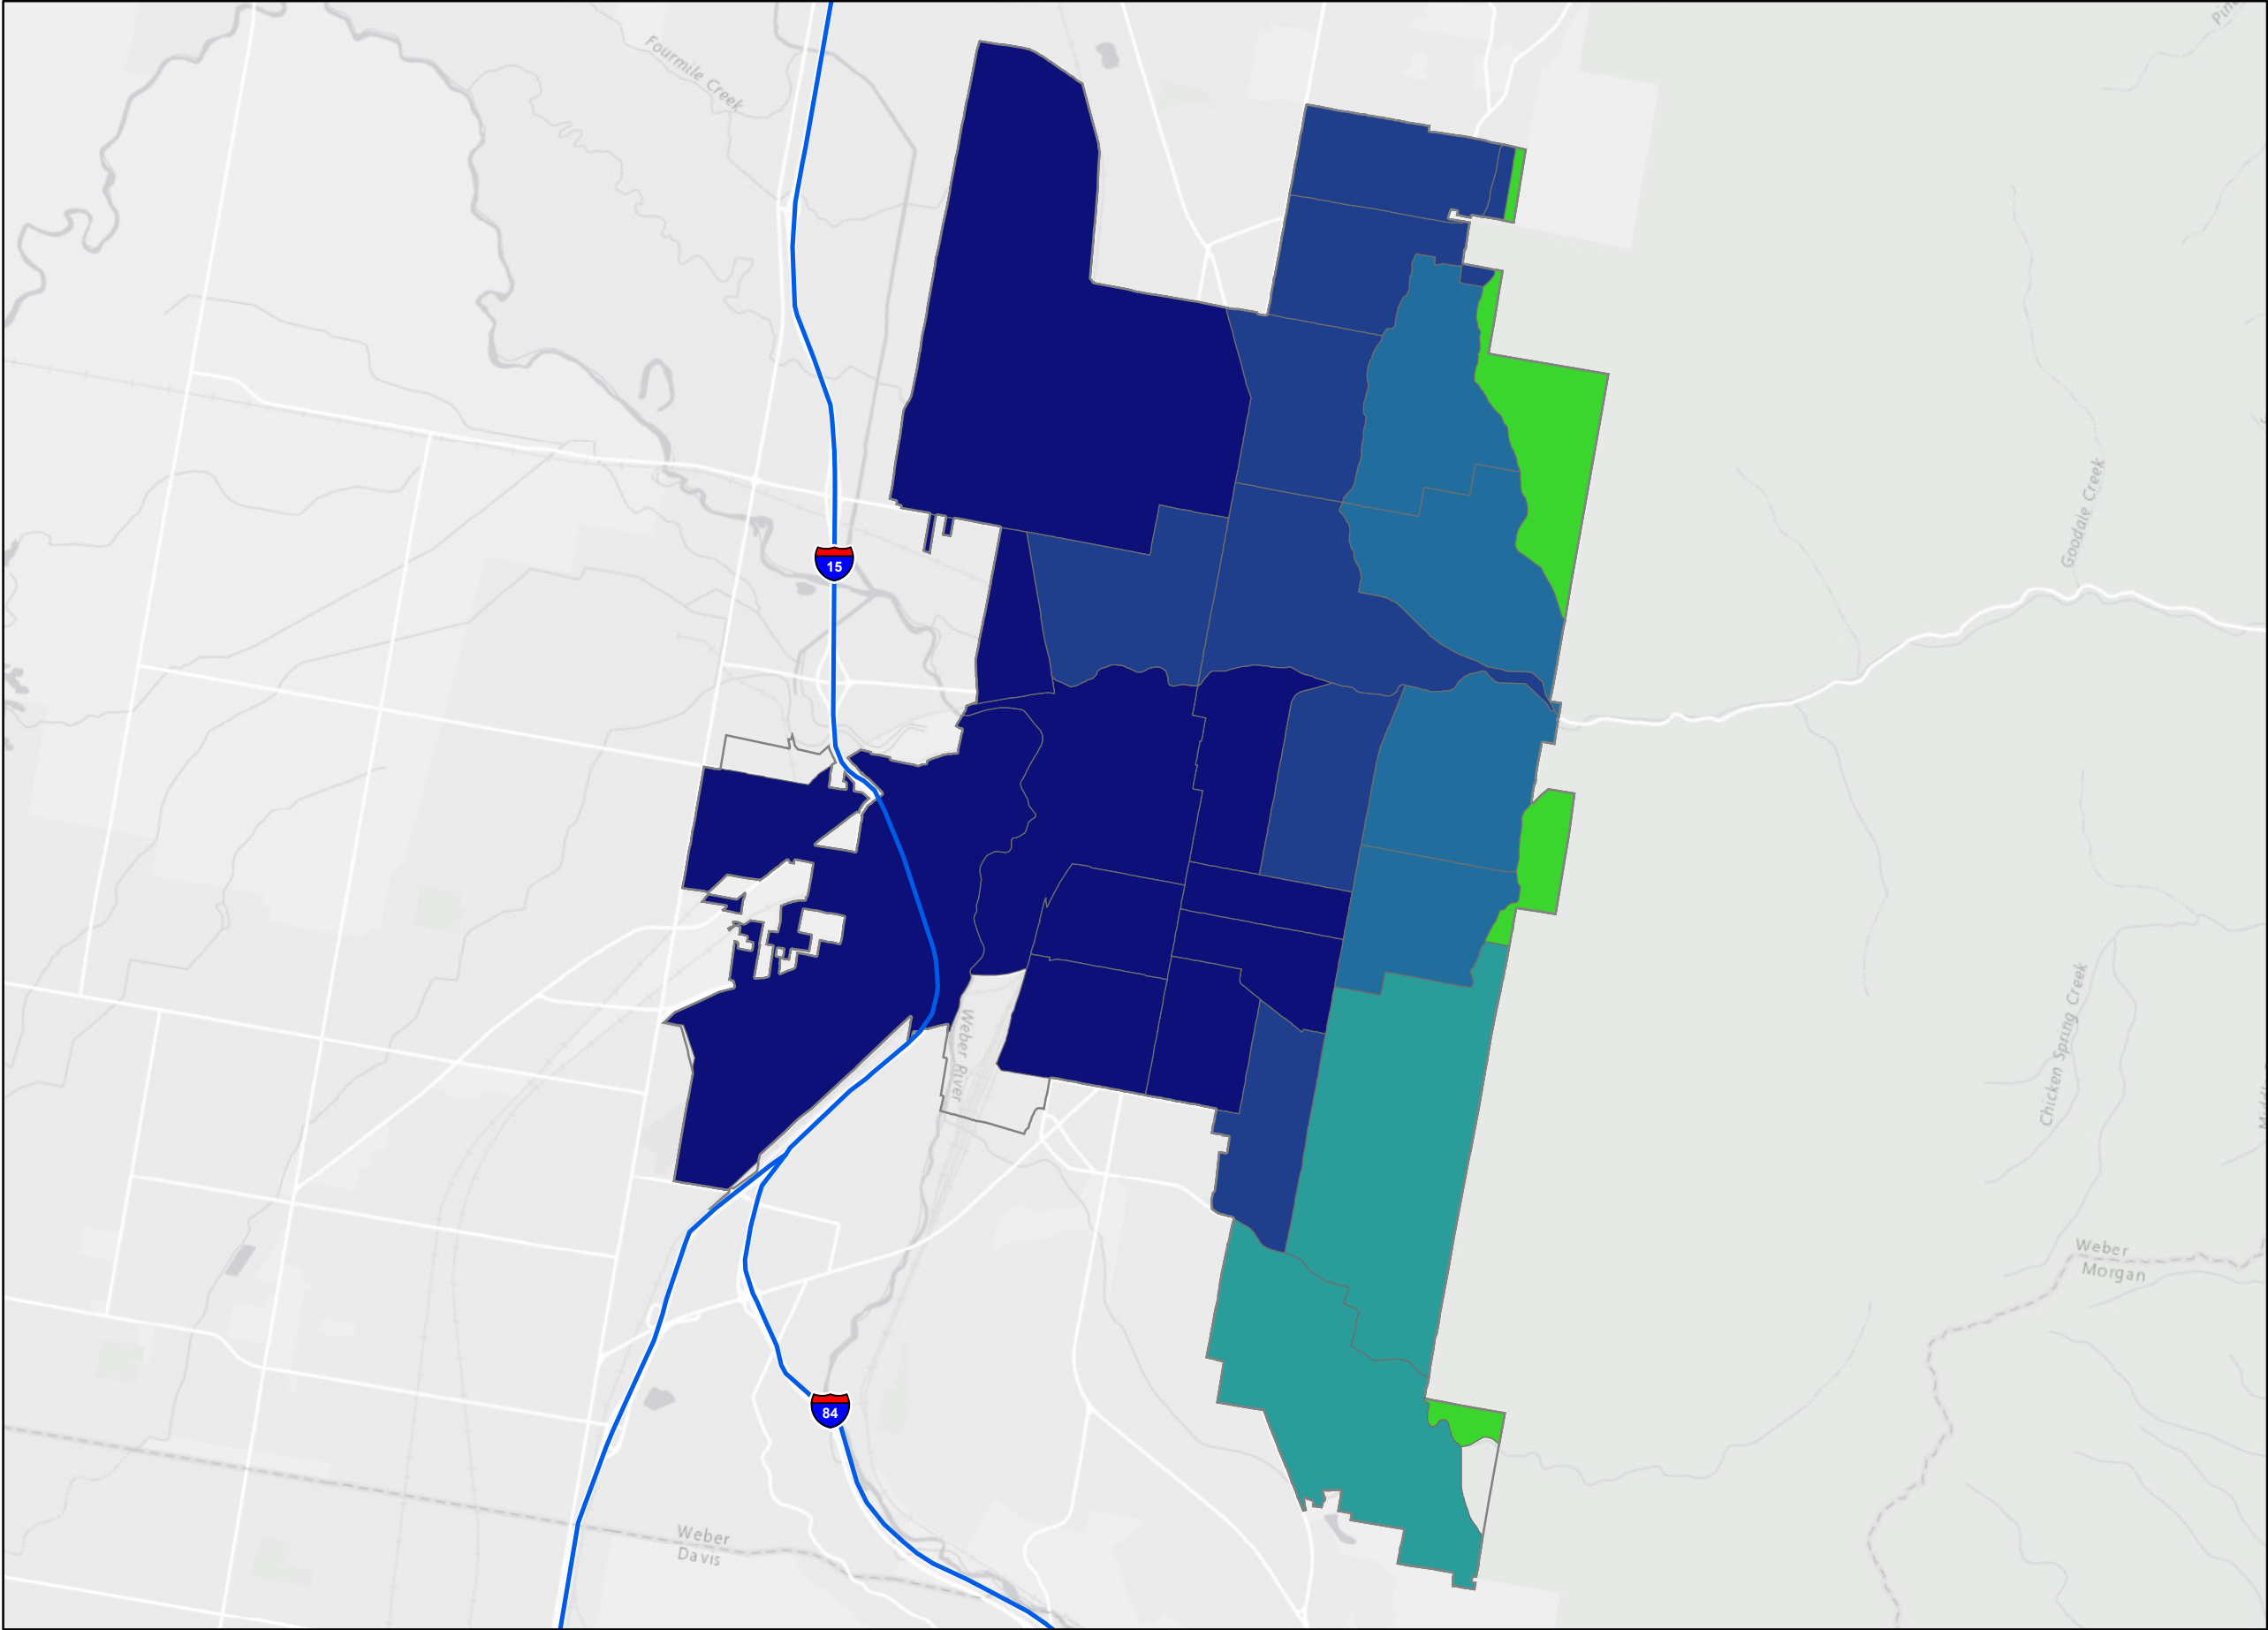 Fourmile Creek
15
Goodale Creek
Weber River
Chicken Spring Creek
Weber
Morgan
84
Weber
Davis